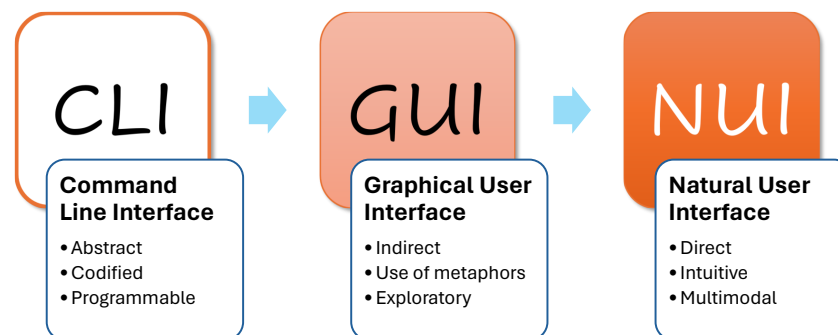 CLI
Command
Line Interface
• Abstract
• Codified
• Programmable
GUI
Graphical User
Interface
• Indirect
• Use of metaphors
• Exploratory
NUI
Natural User
Interface
• Direct
• Intuitive
• Multimodal